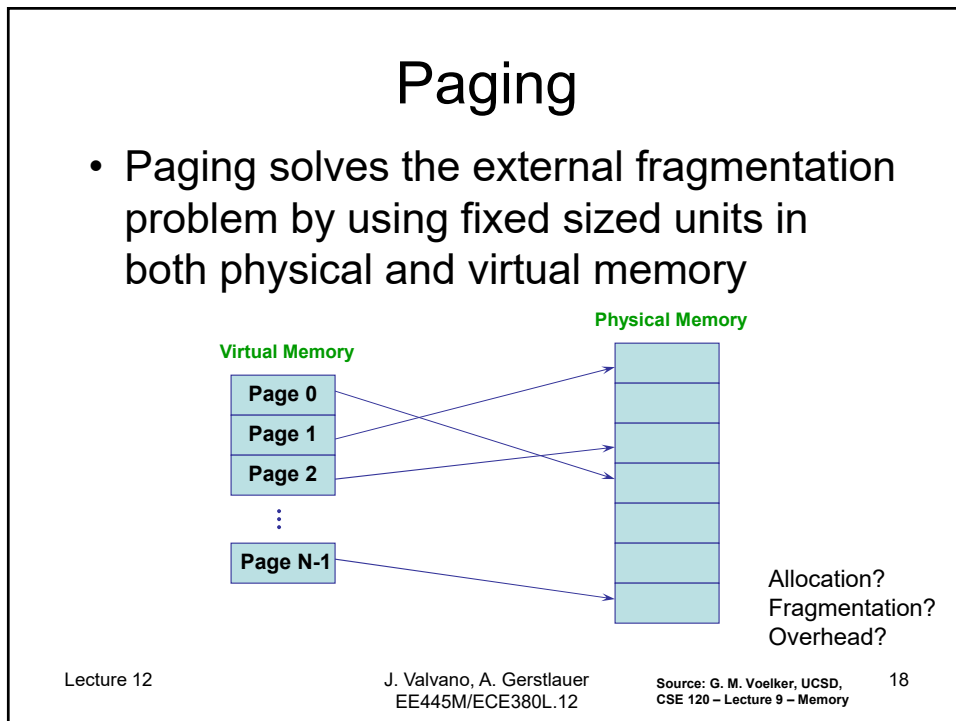 Paging
• Paging solves the external fragmentation
problem by using fixed sized units in
both physical and virtual memory
Physical Memory
Virtual Memory
Page 0
Page 1
Page 2
⋮
Page N-1
Allocation?
Fragmentation?
Overhead?
Lecture 12
J. Valvano, A. Gerstlauer
EE445M/ECE380L.12
Source: G. M. Voelker, UCSD,
CSE 120 – Lecture 9 – Memory
18